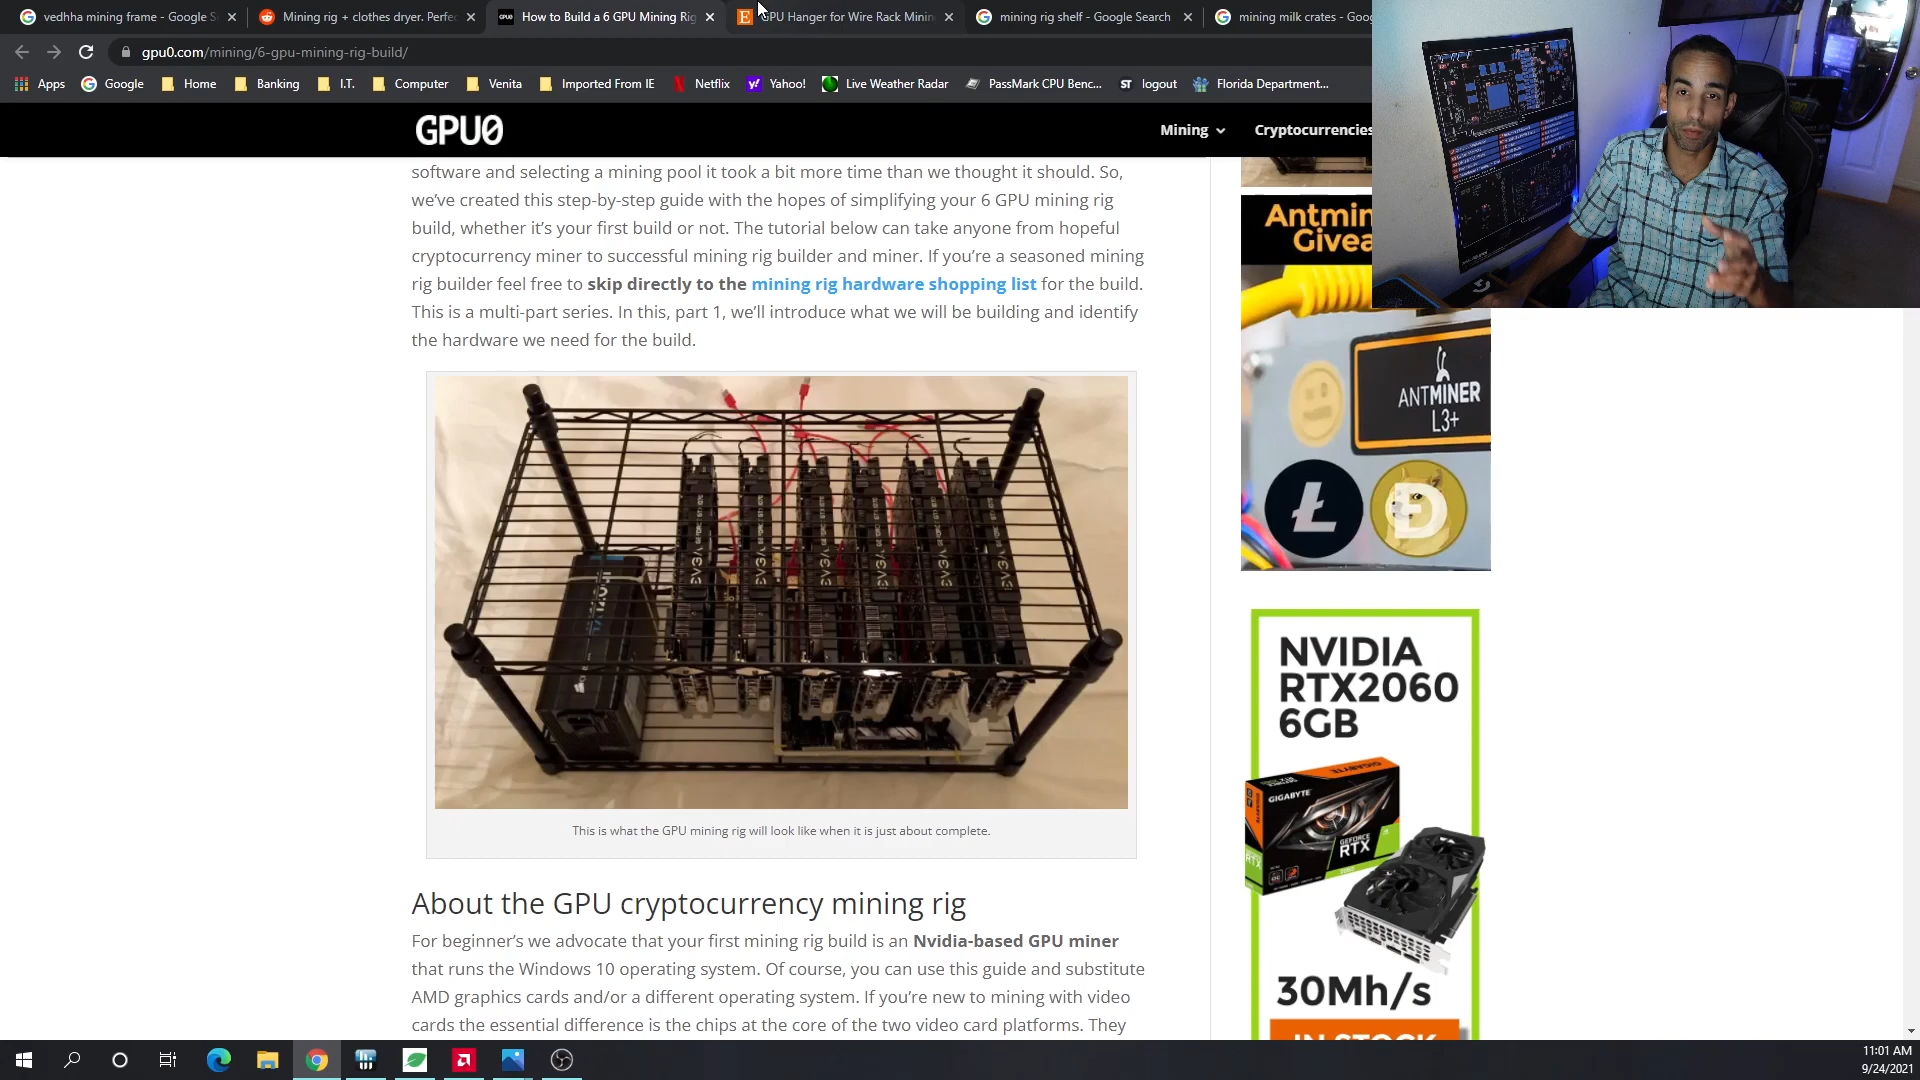 vedhha mining frame - Google S
Mining rig + clothes dryer. Perfec
How to Build a 6 GPU Mining Rig
GPU Hanger for Wire Rack Minin
mining rig shelf - Google Search
mining milk crates - Goog
gpu0.com/mining/6-gpu-mining-rig-build/
Apps
Google
Home
Banking
I.T.
Computer
Venita
Imported From IE
Netflix
Yahoo!
Live Weather Radar
PassMark CPU Benc...
ST logout
Florida Department...
GPU0
Mining
Cryptocurrencies
software and selecting a mining pool it took a bit more time than we thought it should. So,
we’ve created this step-by-step guide with the hopes of simplifying your 6 GPU mining rig
build, whether it’s your first build or not. The tutorial below can take anyone from hopeful
cryptocurrency miner to successful mining rig builder and miner. If you’re a seasoned mining
rig builder feel free to skip directly to the mining rig hardware shopping list for the build.
This is a multi-part series. In this, part 1, we’ll introduce what we will be building and identify
the hardware we need for the build.
EVGA
EVGA
EVGA
EVGA
EVGA
EVGA
This is what the GPU mining rig will look like when it is just about complete.
About the GPU cryptocurrency mining rig
For beginner’s we advocate that your first mining rig build is an Nvidia-based GPU miner
that runs the Windows 10 operating system. Of course, you can use this guide and substitute
AMD graphics cards and/or a different operating system. If you’re new to mining with video
cards the essential difference is the chips at the core of the two video card platforms. They
Antmin
Givea
ANTMINER
L3+
NVIDIA
RTX2060
6GB
GIGABYTE
GEFORCE
RTX
30Mh/s
IN STOCK
11:01 AM
9/24/2021